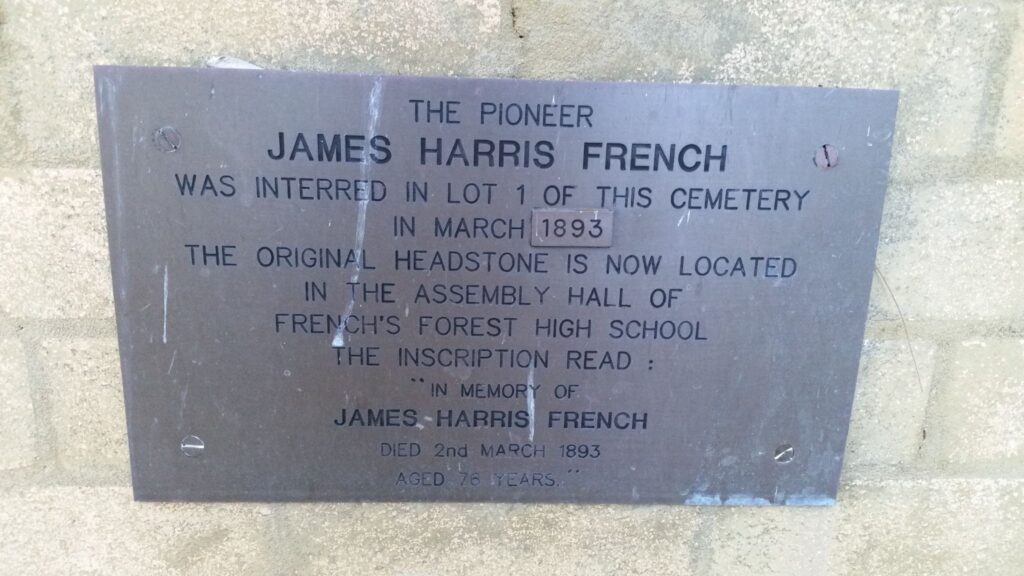 THE PIONEER
JAMES HARRIS FRENCH
WAS INTERRED IN LOT 1 OF THIS CEMETERY
IN MARCH 1893
THE ORIGINAL HEADSTONE IS NOW LOCATED
IN THE ASSEMBLY HALL OF
FRENCH'S FOREST HIGH SCHOOL
THE INSCRIPTION READ :
"IN MEMORY OF
JAMES HARRIS FRENCH
DIED 2nd MARCH 1893
AGED 76 YEARS."